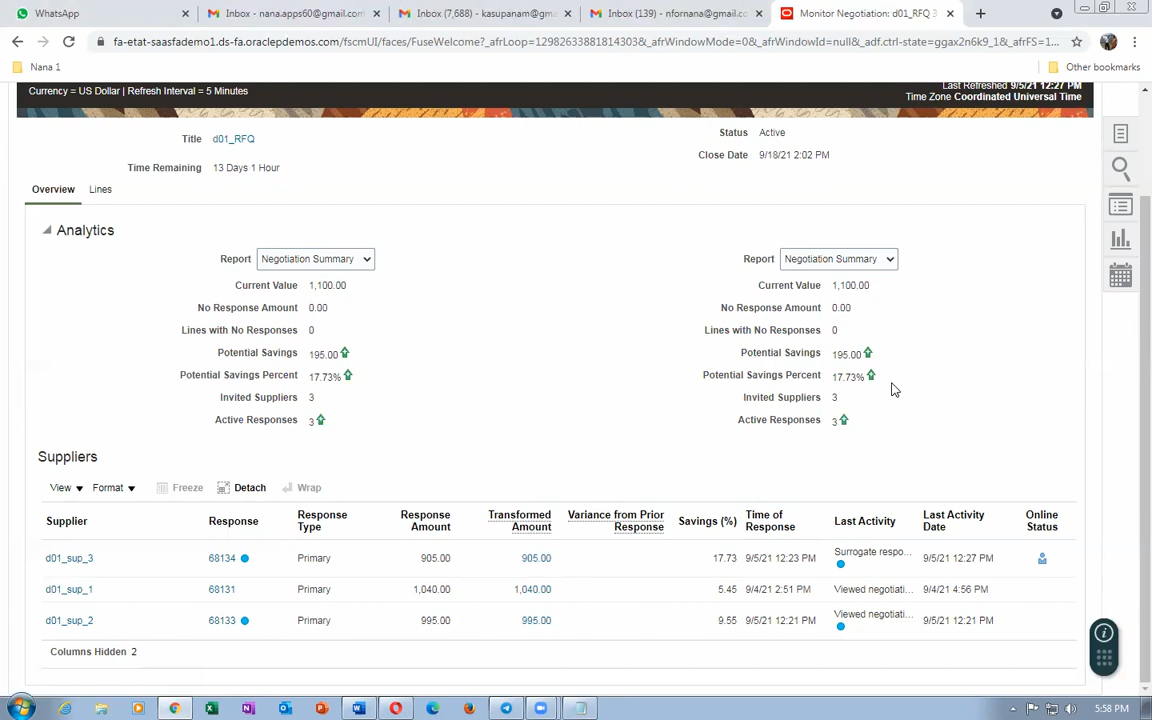 WhatsApp
Inbox - nana.apps60@gmail.com
Inbox (7,688) - kasupanam@gma
Inbox (139) - nfornana@gmail.co
Monitor Negotiation: d01_RFQ 3
fa-etat-saasfademo1.ds-fa.oraclepdemos.com/fscmUI/faces/FuseWelcome?_afrLoop=12982633881814303&_afrWindowMode=0&_afrWindowId=null&_adf.ctrl-state=ggax2n6k9_1&_afrFS=1...
Nana 1
Other bookmarks
Currency = US Dollar | Refresh Interval = 5 Minutes
Last Refreshed 9/5/21 12:27 PM
Time Zone Coordinated Universal Time
Title d01_RFQ
Status Active
Time Remaining 13 Days 1 Hour
Close Date 9/18/21 2:02 PM
Overview Lines
Analytics
Report Negotiation Summary Report Negotiation Summary
Current Value 1,100.00 Current Value 1,100.00
No Response Amount 0.00 No Response Amount 0.00
Lines with No Responses 0 Lines with No Responses 0
Potential Savings 195.00 Potential Savings 195.00
Potential Savings Percent 17.73% Potential Savings Percent 17.73%
Invited Suppliers 3 Invited Suppliers 3
Active Responses 3 Active Responses 3
Suppliers
View Format Freeze Detach Wrap
Supplier Response Response Type Response Amount Transformed Amount Variance from Prior Response Savings (%) Time of Response Last Activity Last Activity Date Online Status
d01_sup_3 68134 Primary 905.00 905.00 17.73 9/5/21 12:23 PM Surrogate respo... 9/5/21 12:27 PM
d01_sup_1 68131 Primary 1,040.00 1,040.00 5.45 9/4/21 2:51 PM Viewed negotiati... 9/4/21 4:56 PM
d01_sup_2 68133 Primary 995.00 995.00 9.55 9/5/21 12:21 PM Viewed negotiati... 9/5/21 12:21 PM
Columns Hidden 2
5:58 PM